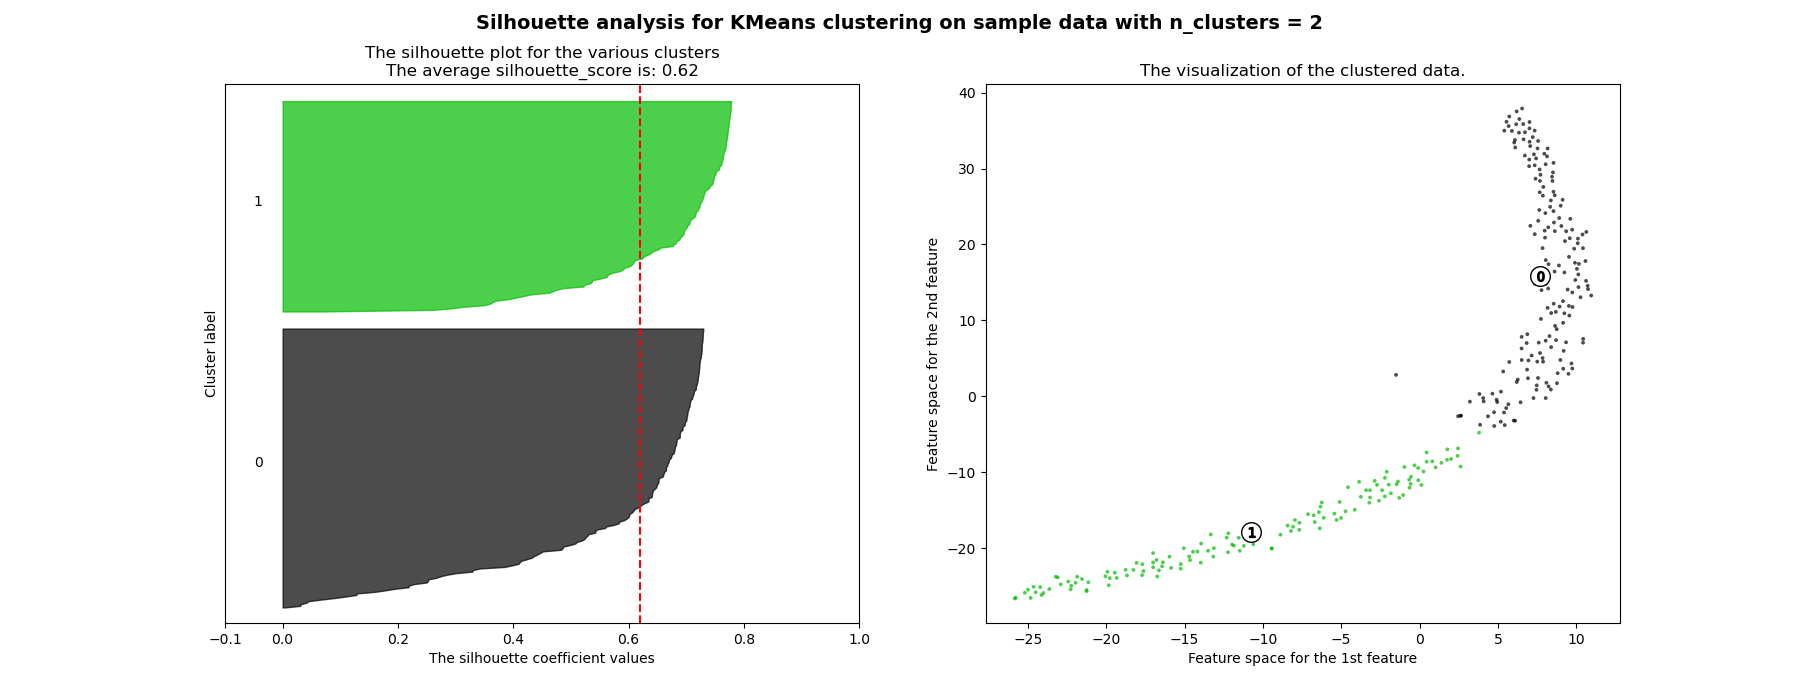 Silhouette analysis for KMeans clustering on sample data with n_clusters = 2
The silhouette plot for the various clusters
The average silhouette_score is: 0.62
1
0
Cluster label
−0.1 0.0 0.2 0.4 0.6 0.8 1.0
The silhouette coefficient values
The visualization of the clustered data.
40
30
20
10
0
−10
−20
Feature space for the 2nd feature
0
1
−25 −20 −15 −10 −5 0 5 10
Feature space for the 1st feature